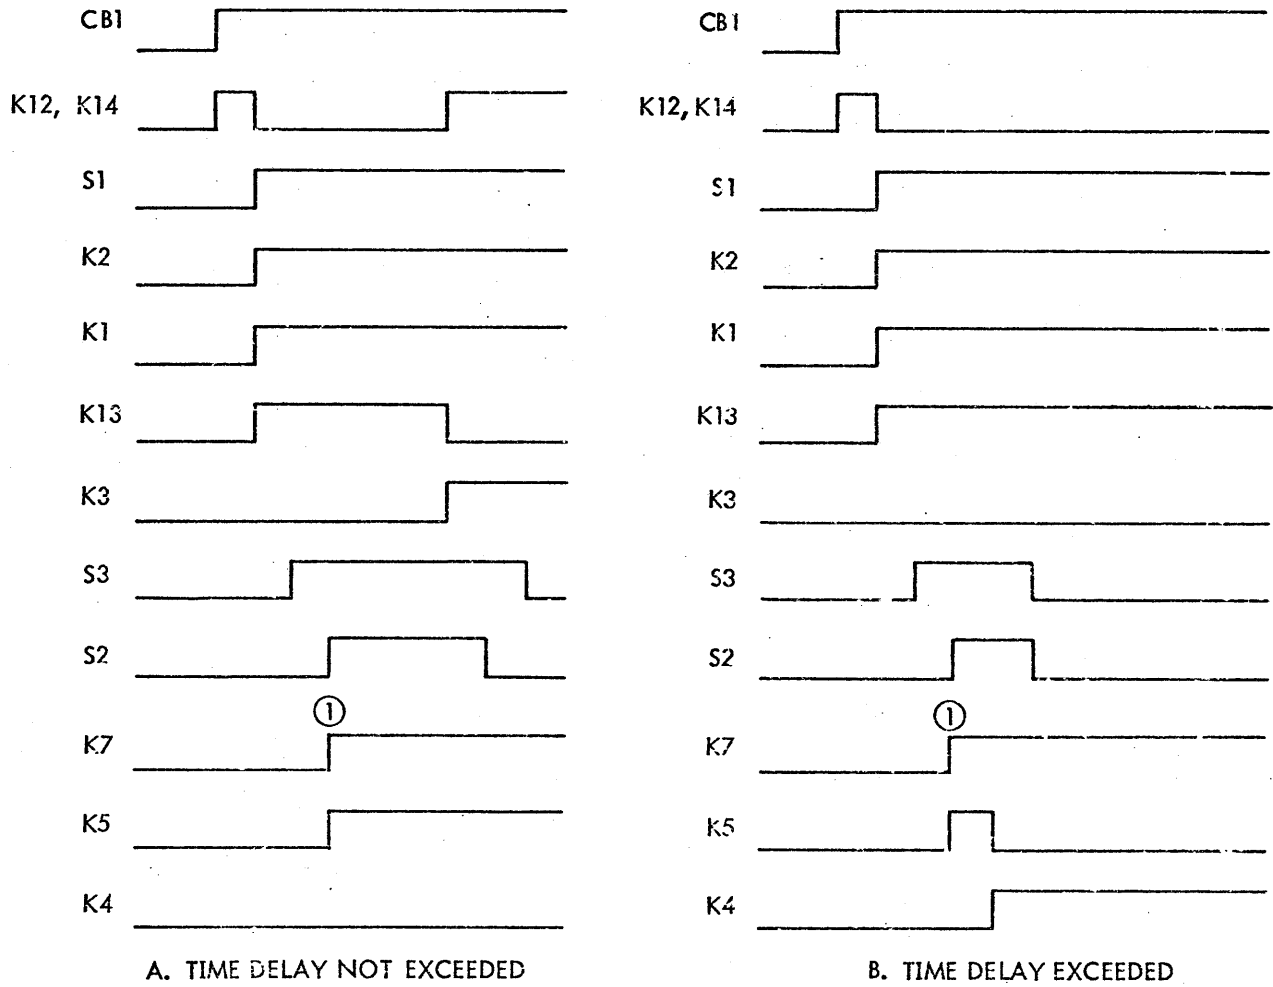 CB1
K12, K14
S1
K2
K1
K13
K3
S3
S2
1
K7
K5
K4
A. TIME DELAY NOT EXCEEDED
CB1
K12, K14
S1
K2
K1
K13
K3
S3
S2
1
K7
K5
K4
B. TIME DELAY EXCEEDED